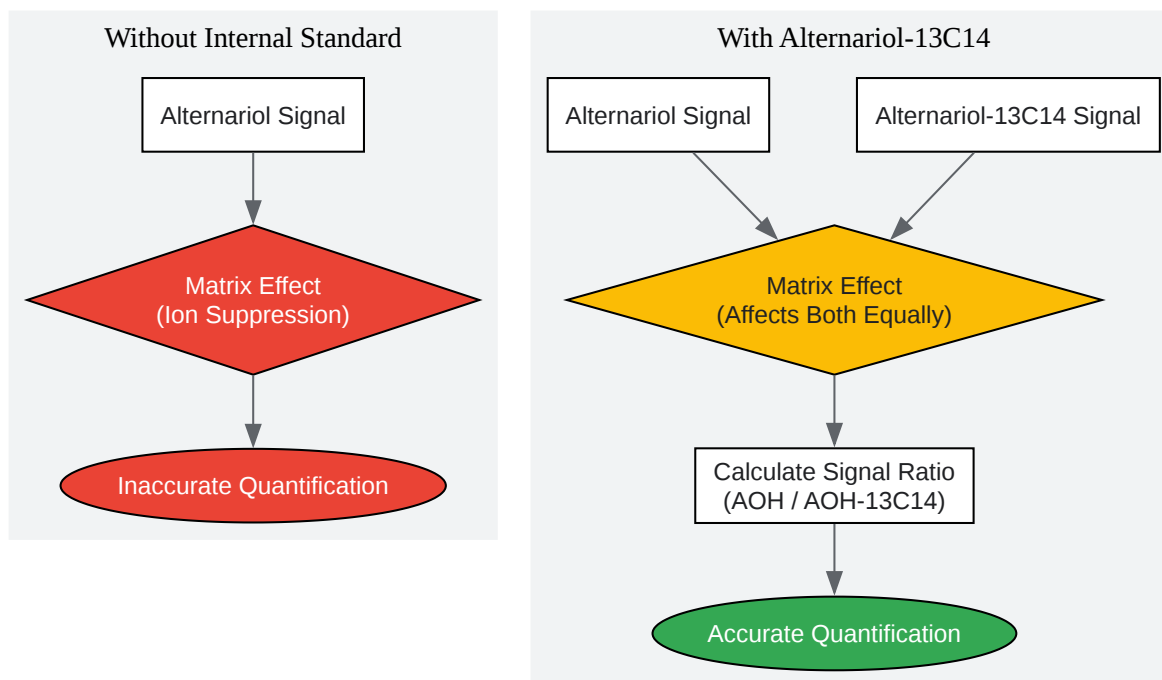 Without Internal Standard
Alternariol Signal
Matrix Effect
(Ion Suppression)
Inaccurate Quantification
With Alternariol-13C14
Alternariol Signal
Alternariol-13C14 Signal
Matrix Effect
(Affects Both Equally)
Calculate Signal Ratio
(AOH / AOH-13C14)
Accurate Quantification